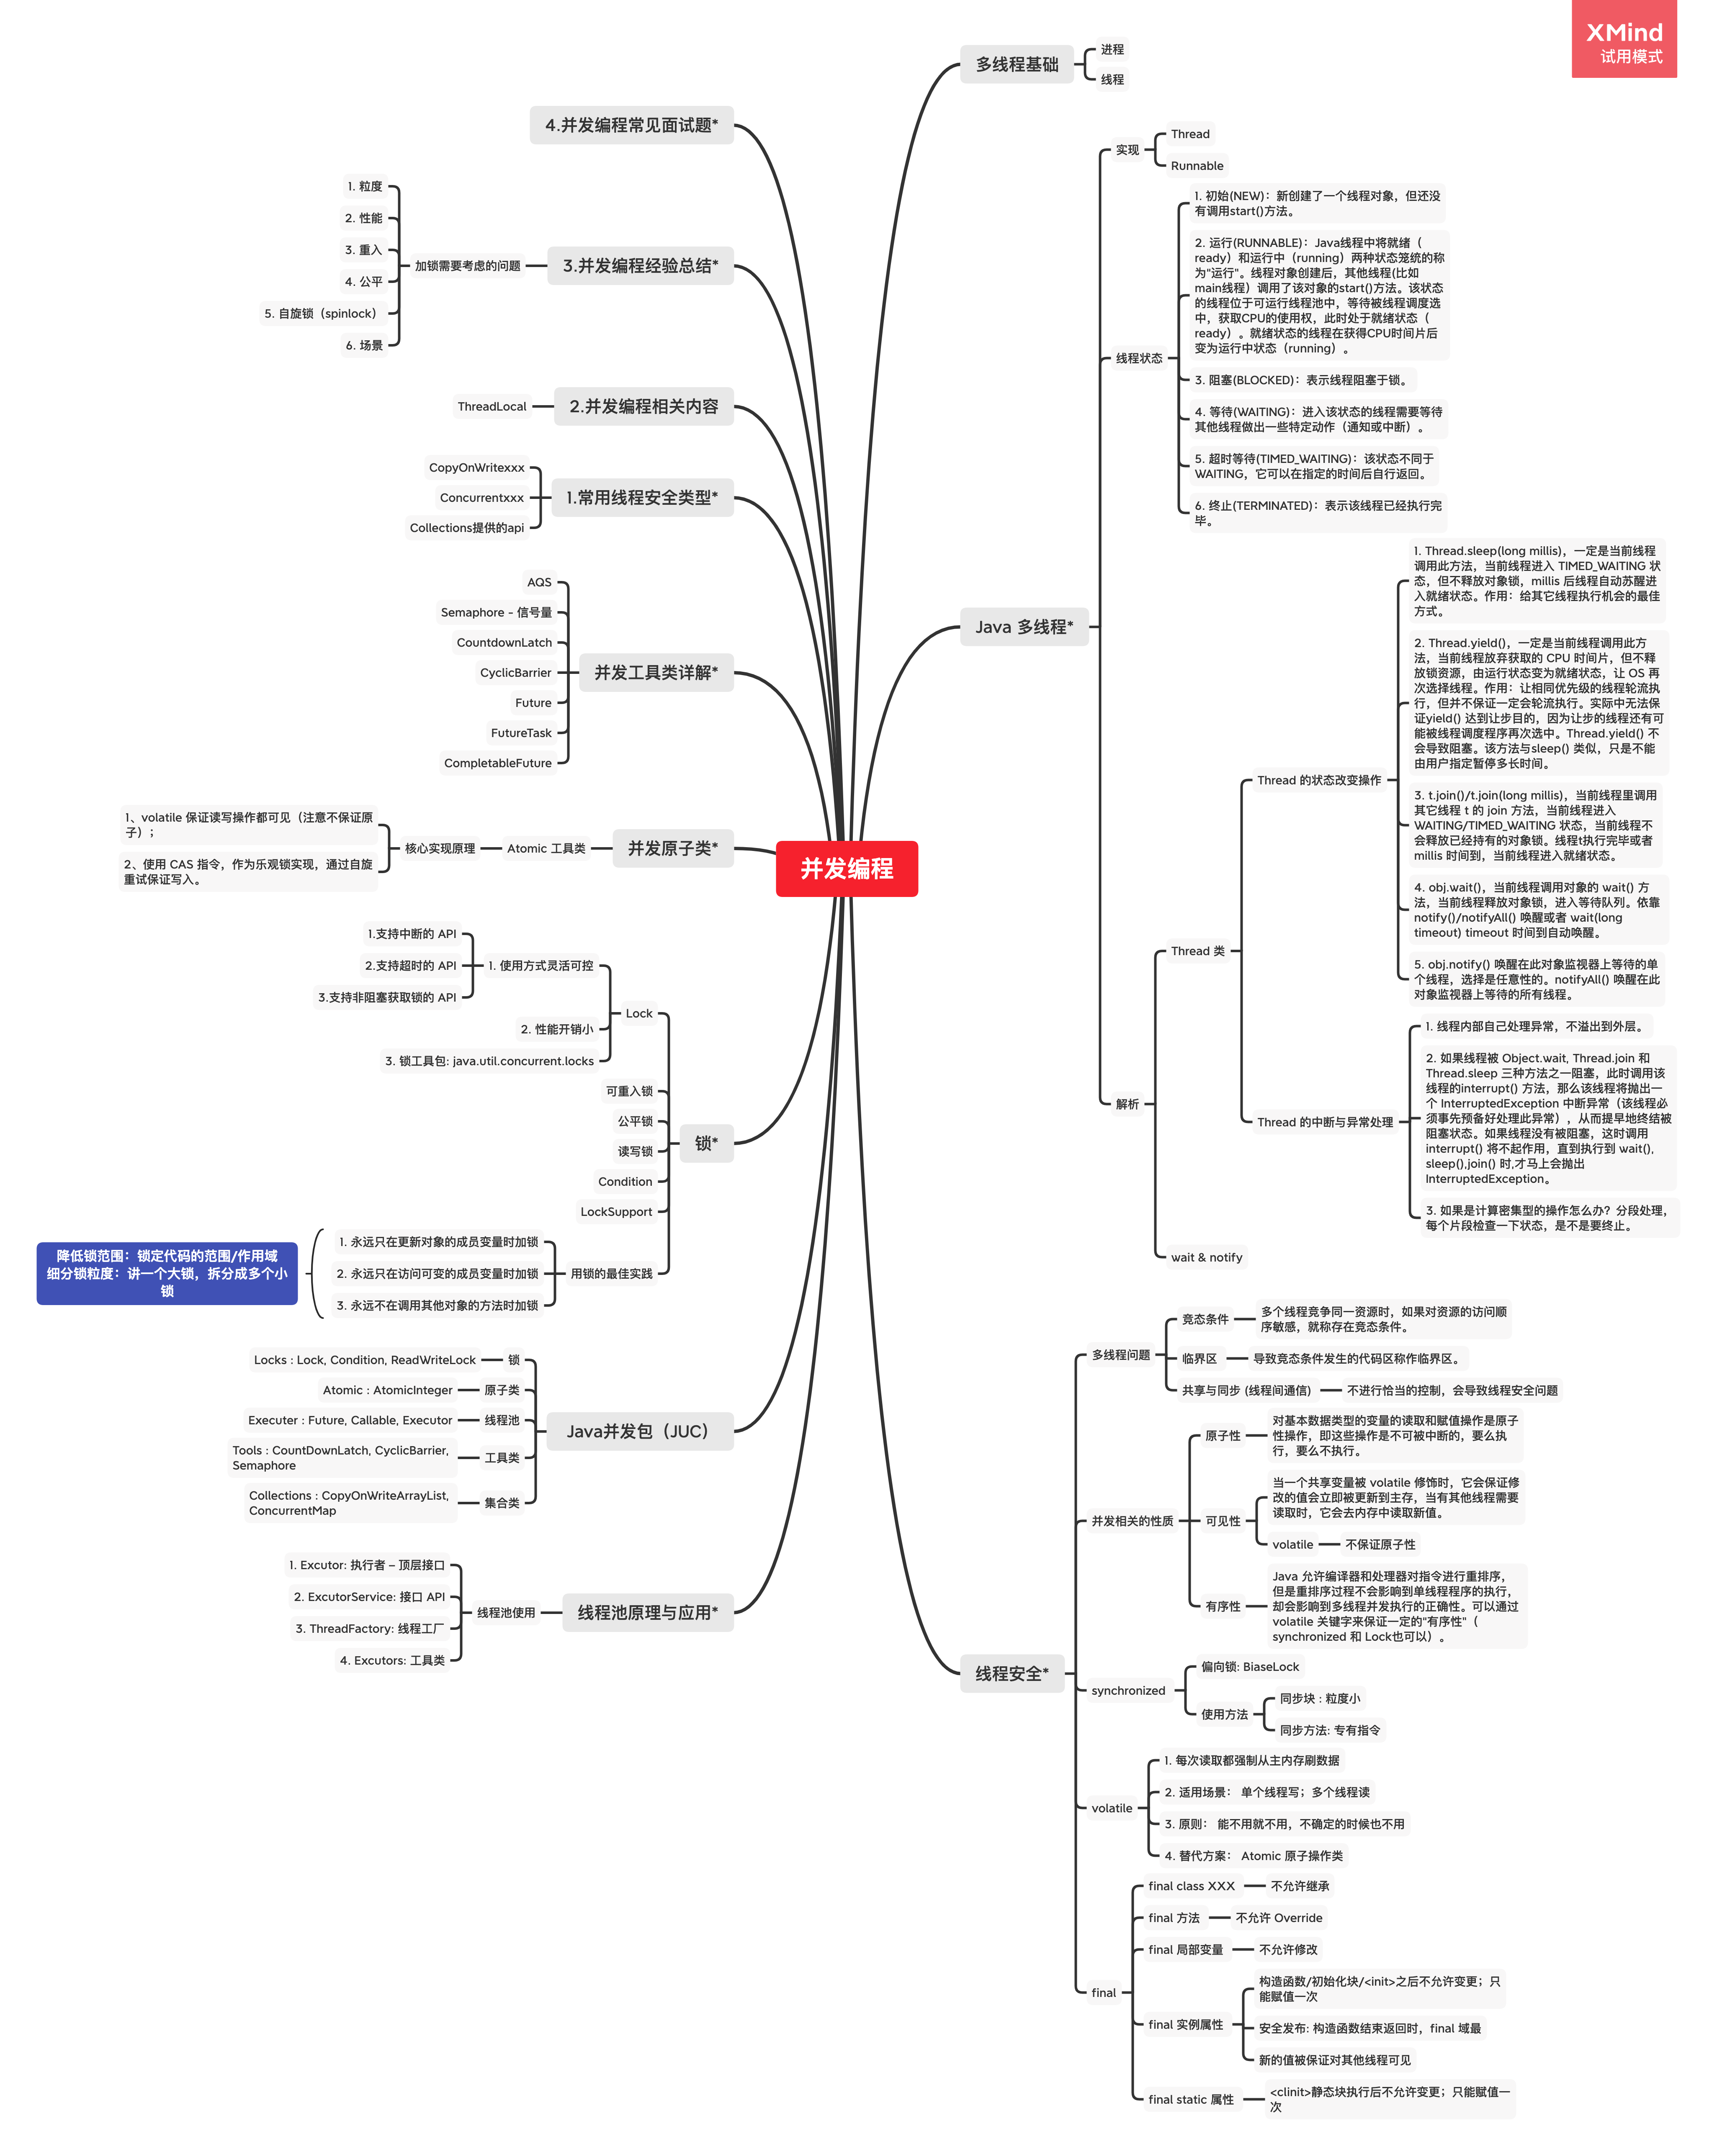 XMind
试用模式
并发编程
多线程基础
进程
线程
Java 多线程*
实现
Thread
Runnable
线程状态
1. 初始(NEW)：新创建了一个线程对象，但还没
有调用start()方法。
2. 运行(RUNNABLE)：Java线程中将就绪（
ready）和运行中（running）两种状态笼统的称
为"运行"。线程对象创建后，其他线程(比如
main线程）调用了该对象的start()方法。该状态
的线程位于可运行线程池中，等待被线程调度选
中，获取CPU的使用权，此时处于就绪状态（
ready）。就绪状态的线程在获得CPU时间片后
变为运行中状态（running）。
3. 阻塞(BLOCKED)：表示线程阻塞于锁。
4. 等待(WAITING)：进入该状态的线程需要等待
其他线程做出一些特定动作（通知或中断）。
5. 超时等待(TIMED_WAITING)：该状态不同于
WAITING，它可以在指定的时间后自行返回。
6. 终止(TERMINATED)：表示该线程已经执行完
毕。
解析
Thread 类
Thread 的状态改变操作
1. Thread.sleep(long millis)，一定是当前线程
调用此方法，当前线程进入 TIMED_WAITING 状
态，但不释放对象锁，millis 后线程自动苏醒进
入就绪状态。作用：给其它线程执行机会的最佳
方式。
2. Thread.yield()，一定是当前线程调用此方
法，当前线程放弃获取的 CPU 时间片，但不释
放锁资源，由运行状态变为就绪状态，让 OS 再
次选择线程。作用：让相同优先级的线程轮流执
行，但并不保证一定会轮流执行。实际中无法保
证yield() 达到让步目的，因为让步的线程还有可
能被线程调度程序再次选中。Thread.yield() 不
会导致阻塞。该方法与sleep() 类似，只是不能
由用户指定暂停多长时间。
3. t.join()/t.join(long millis)，当前线程里调用
其它线程 t 的 join 方法，当前线程进入
WAITING/TIMED_WAITING 状态，当前线程不
会释放已经持有的对象锁。线程t执行完毕或者
millis 时间到，当前线程进入就绪状态。
4. obj.wait()，当前线程调用对象的 wait() 方
法，当前线程释放对象锁，进入等待队列。依靠
notify()/notifyAll() 唤醒或者 wait(long
timeout) timeout 时间到自动唤醒。
5. obj.notify() 唤醒在此对象监视器上等待的单
个线程，选择是任意性的。notifyAll() 唤醒在此
对象监视器上等待的所有线程。
Thread 的中断与异常处理
1. 线程内部自己处理异常，不溢出到外层。
2. 如果线程被 Object.wait, Thread.join 和
Thread.sleep 三种方法之一阻塞，此时调用该
线程的interrupt() 方法，那么该线程将抛出一
个 InterruptedException 中断异常（该线程必
须事先预备好处理此异常），从而提早地终结被
阻塞状态。如果线程没有被阻塞，这时调用
interrupt() 将不起作用，直到执行到 wait(),
sleep(),join() 时,才马上会抛出
InterruptedException。
3. 如果是计算密集型的操作怎么办？分段处理，
每个片段检查一下状态，是不是要终止。
wait & notify
线程安全*
多线程问题
竞态条件
多个线程竞争同一资源时，如果对资源的访问顺
序敏感，就称存在竞态条件。
临界区
导致竞态条件发生的代码区称作临界区。
共享与同步 (线程间通信)
不进行恰当的控制，会导致线程安全问题
并发相关的性质
原子性
对基本数据类型的变量的读取和赋值操作是原子
性操作，即这些操作是不可被中断的，要么执
行，要么不执行。
可见性
当一个共享变量被 volatile 修饰时，它会保证修
改的值会立即被更新到主存，当有其他线程需要
读取时，它会去内存中读取新值。
volatile
不保证原子性
有序性
Java 允许编译器和处理器对指令进行重排序，
但是重排序过程不会影响到单线程程序的执行，
却会影响到多线程并发执行的正确性。可以通过
volatile 关键字来保证一定的"有序性"（
synchronized 和 Lock也可以）。
synchronized
偏向锁: BiaseLock
使用方法
同步块 : 粒度小
同步方法: 专有指令
volatile
1. 每次读取都强制从主内存刷数据
2. 适用场景： 单个线程写；多个线程读
3. 原则： 能不用就不用，不确定的时候也不用
4. 替代方案： Atomic 原子操作类
final
final class XXX
不允许继承
final 方法
不允许 Override
final 局部变量
不允许修改
final 实例属性
构造函数/初始化块/<init>之后不允许变更；只
能赋值一次
安全发布: 构造函数结束返回时，final 域最
新的值被保证对其他线程可见
final static 属性
<clinit>静态块执行后不允许变更；只能赋值一
次
4.并发编程常见面试题*
3.并发编程经验总结*
加锁需要考虑的问题
1. 粒度
2. 性能
3. 重入
4. 公平
5. 自旋锁（spinlock）
6. 场景
2.并发编程相关内容
ThreadLocal
1.常用线程安全类型*
CopyOnWritexxx
Concurrentxxx
Collections提供的api
并发工具类详解*
AQS
Semaphore - 信号量
CountdownLatch
CyclicBarrier
Future
FutureTask
CompletableFuture
并发原子类*
Atomic 工具类
核心实现原理
1、volatile 保证读写操作都可见（注意不保证原
子）；
2、使用 CAS 指令，作为乐观锁实现，通过自旋
重试保证写入。
锁*
Lock
1. 使用方式灵活可控
1.支持中断的 API
2.支持超时的 API
3.支持非阻塞获取锁的 API
2. 性能开销小
3. 锁工具包: java.util.concurrent.locks
可重入锁
公平锁
读写锁
Condition
LockSupport
用锁的最佳实践
1. 永远只在更新对象的成员变量时加锁
2. 永远只在访问可变的成员变量时加锁
3. 永远不在调用其他对象的方法时加锁
降低锁范围：锁定代码的范围/作用域
细分锁粒度：讲一个大锁，拆分成多个小
锁
Java并发包（JUC）
锁
Locks : Lock, Condition, ReadWriteLock
原子类
Atomic : AtomicInteger
线程池
Executer : Future, Callable, Executor
工具类
Tools : CountDownLatch, CyclicBarrier,
Semaphore
集合类
Collections : CopyOnWriteArrayList,
ConcurrentMap
线程池原理与应用*
线程池使用
1. Excutor: 执行者 – 顶层接口
2. ExcutorService: 接口 API
3. ThreadFactory: 线程工厂
4. Excutors: 工具类